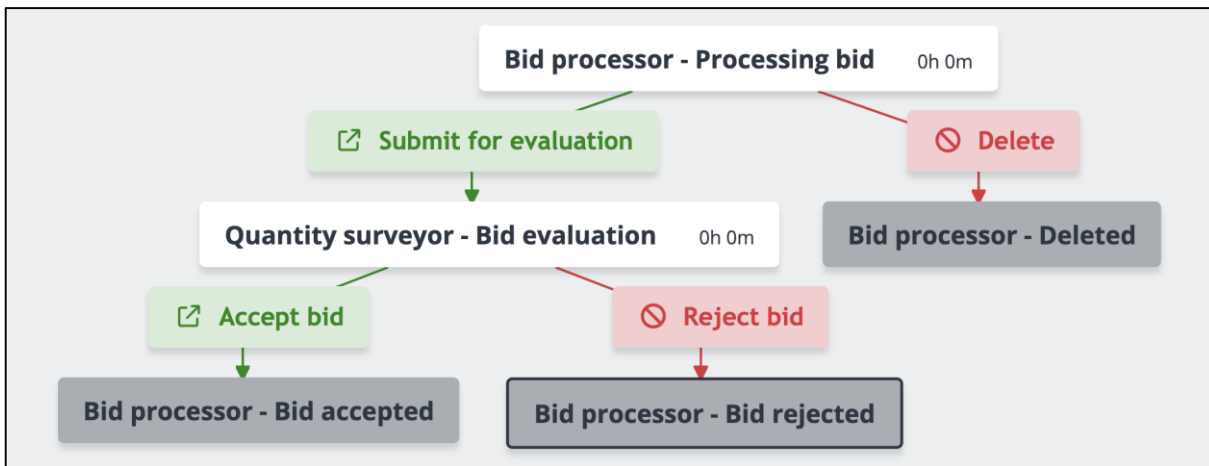 Bid processor - Processing bid 0h 0m
Submit for evaluation
Delete
Quantity surveyor - Bid evaluation 0h 0m
Bid processor - Deleted
Accept bid
Reject bid
Bid processor - Bid accepted
Bid processor - Bid rejected